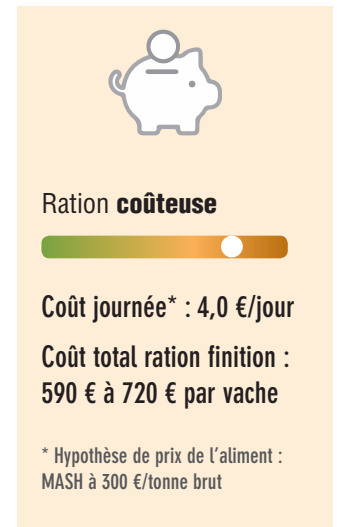 Ration coûteuse
Coût journée* : 4,0 €/jour
Coût total ration finition :
590 € à 720 € par vache
* Hypothèse de prix de l'aliment :
MASH à 300 €/tonne brut